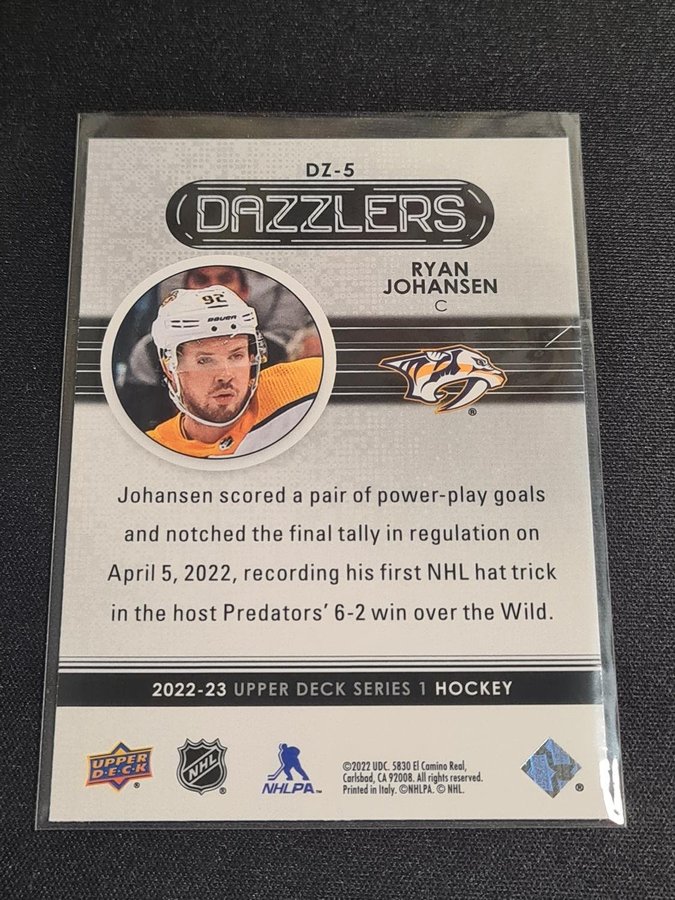 DZ-5
DAZZLERS
RYAN
JOHANSEN
C
92
BAUER
®
Johansen scored a pair of power-play goals
and notched the final tally in regulation on
April 5, 2022, recording his first NHL hat trick
in the host Predators' 6-2 win over the Wild.
2022-23 UPPER DECK SERIES 1 HOCKEY
UPPER
D·E·C·K
®
NHL
®
NHLPA™
©2022 UDC. 5830 El Camino Real,
Carlsbad, CA 92008. All rights reserved.
Printed in Italy. ©NHLPA. © NHL.
®